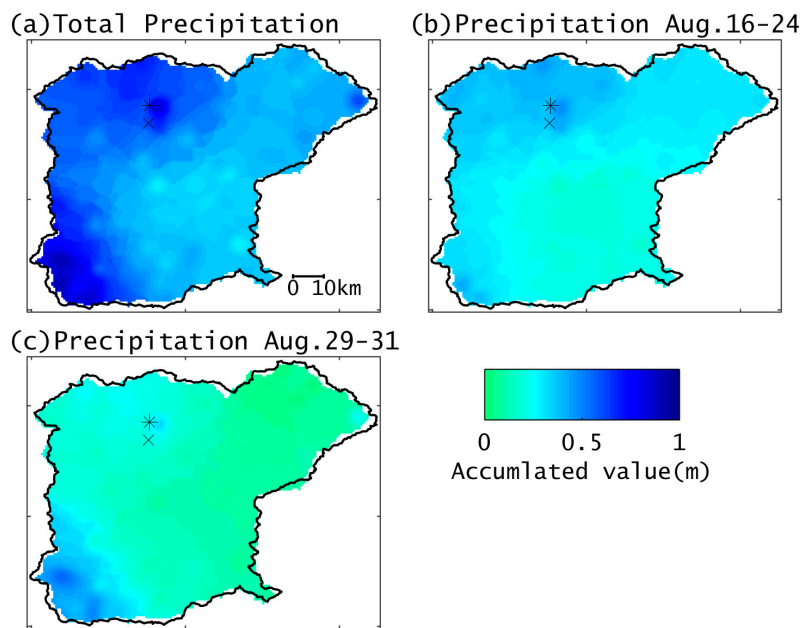 (a)Total Precipitation
(b)Precipitation Aug.16-24
0 10km
(c)Precipitation Aug.29-31
0 0.5 1
Accumlated value(m)